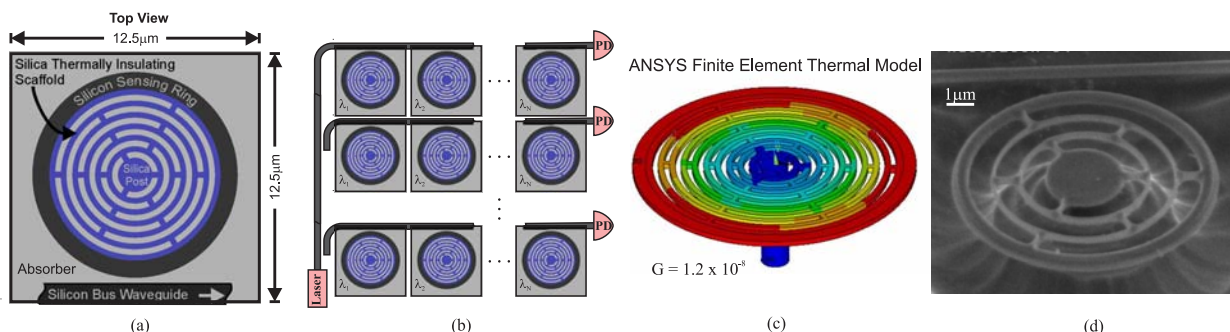 Top View
12.5μm
Silica Thermally Insulating
Scaffold
Silicon Sensing Ring
Silica
Post
12.5μm
Absorber
Silicon Bus Waveguide
(a)
PD
λ1 λ2 λN
PD
λ1 λ2 λN
PD
λ1 λ2 λN
Laser
(b)
ANSYS Finite Element Thermal Model
G = 1.2 x 10-8
(c)
1μm
(d)